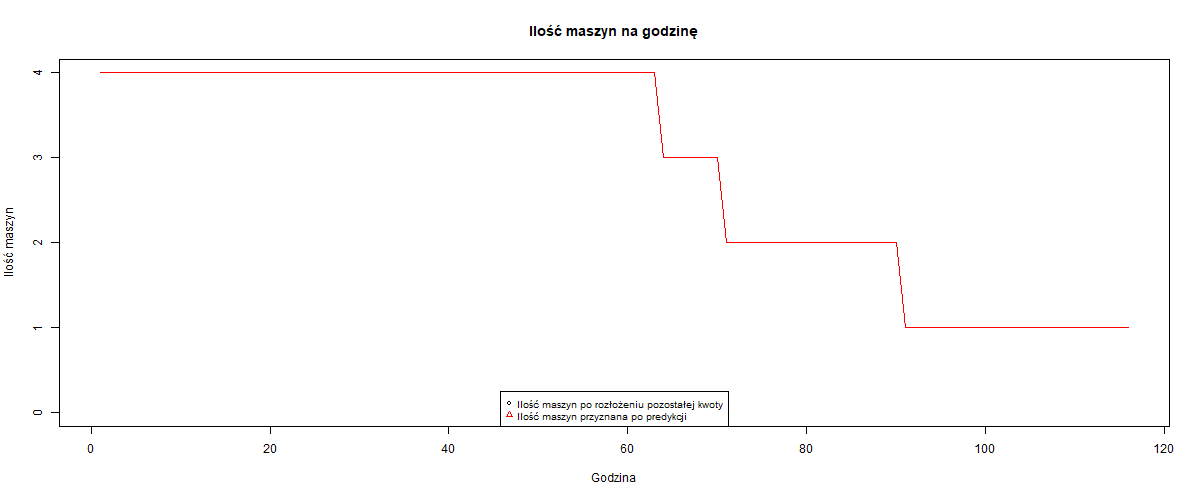 Ilość maszyn na godzinę
Ilość maszyn
4
3
2
1
0
Ilość maszyn po rozłożeniu pozostałej kwoty
Ilość maszyn przyznana po predykcji
0 20 40 60 80 100 120
Godzina